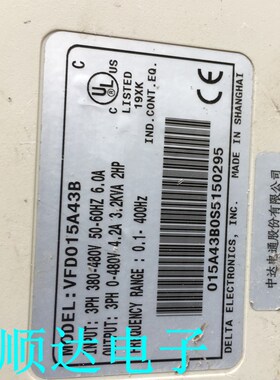 C UL US
LISTED
19XK
IND.CONT.EQ.
CE
MODEL:VFD015A43B
INPUT: 3PH 380-480V 50-60HZ 6.0A
OUTPUT: 3PH 0-480V 4.2A 3.2KVA 2HP
FREQUENCY RANGE : 0.1- 400Hz
015A43B0S5150295
DELTA ELECTRONICS, INC. MADE IN SHANGHAI
中达电通股份有限公司
顺达电子